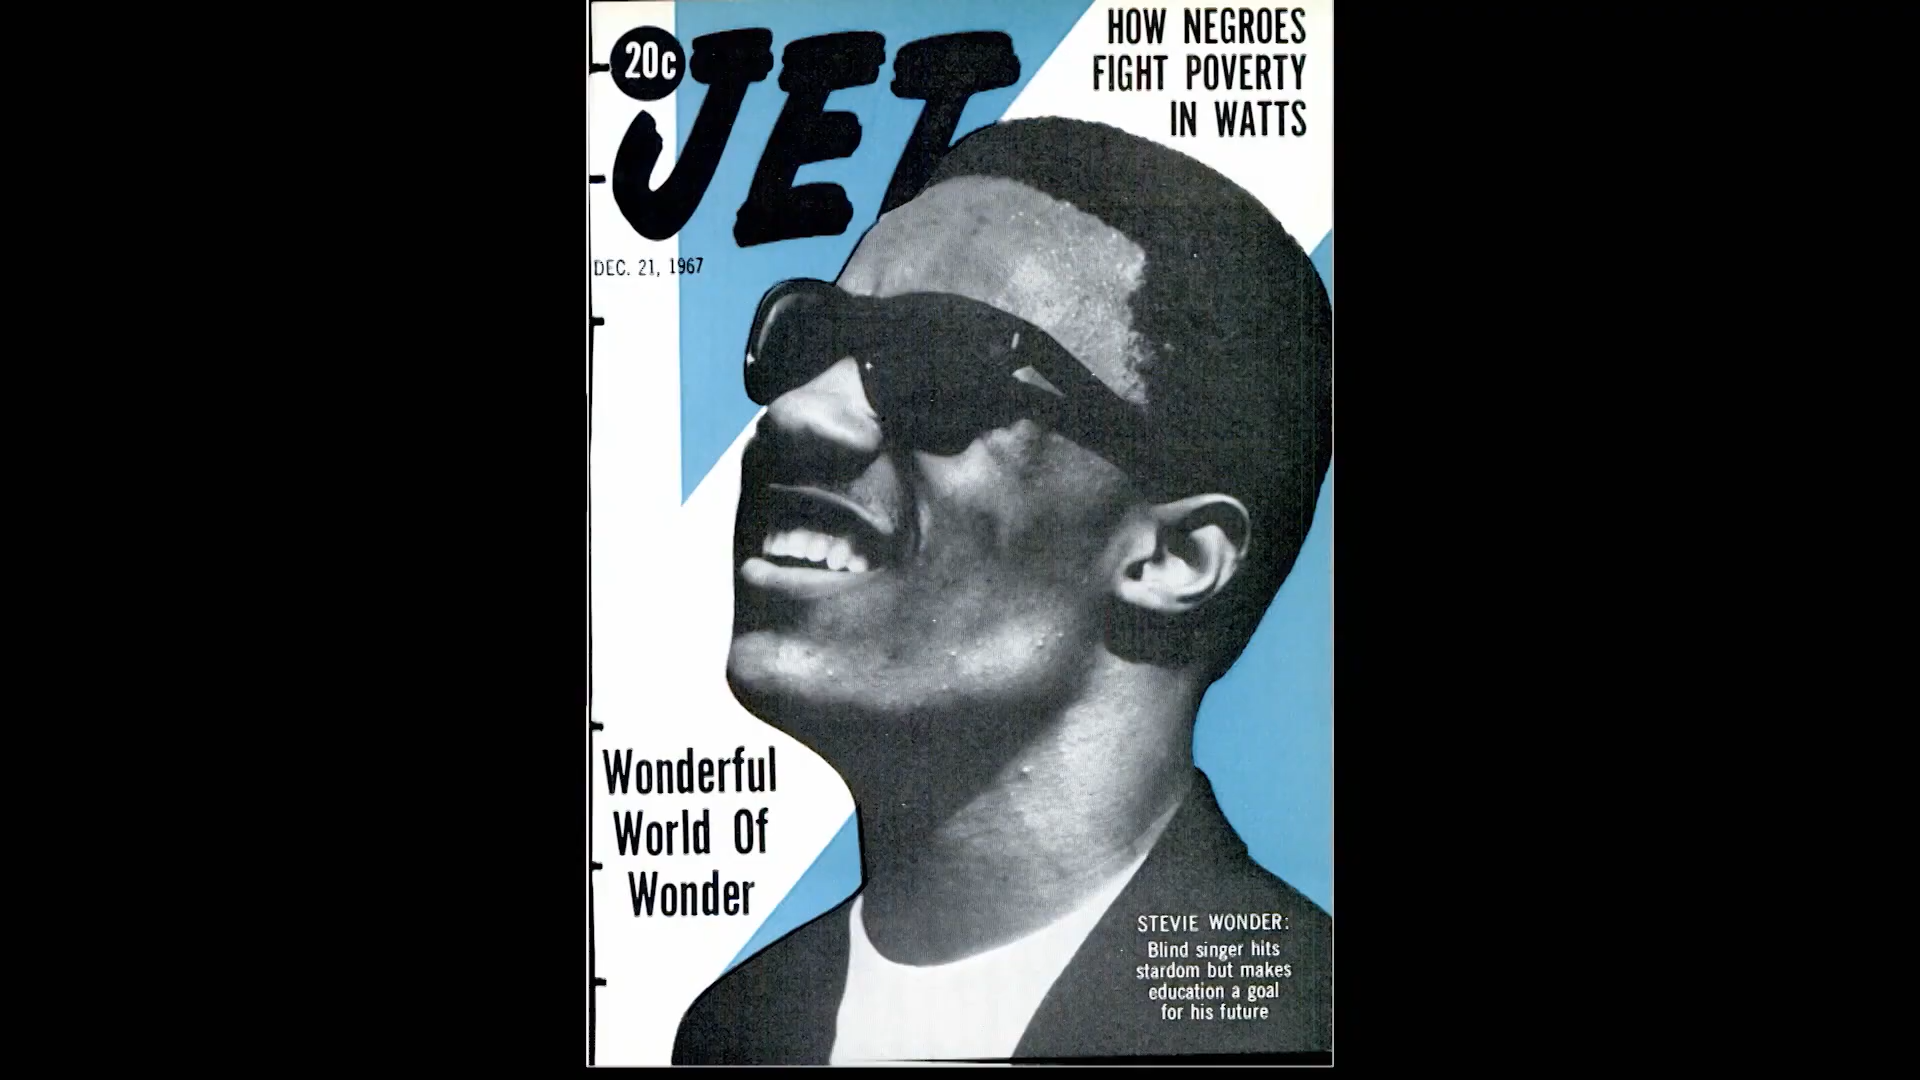 20c
JET
HOW NEGROES
FIGHT POVERTY
IN WATTS
DEC. 21, 1967
Wonderful
World Of
Wonder
STEVIE WONDER:
Blind singer hits
stardom but makes
education a goal
for his future